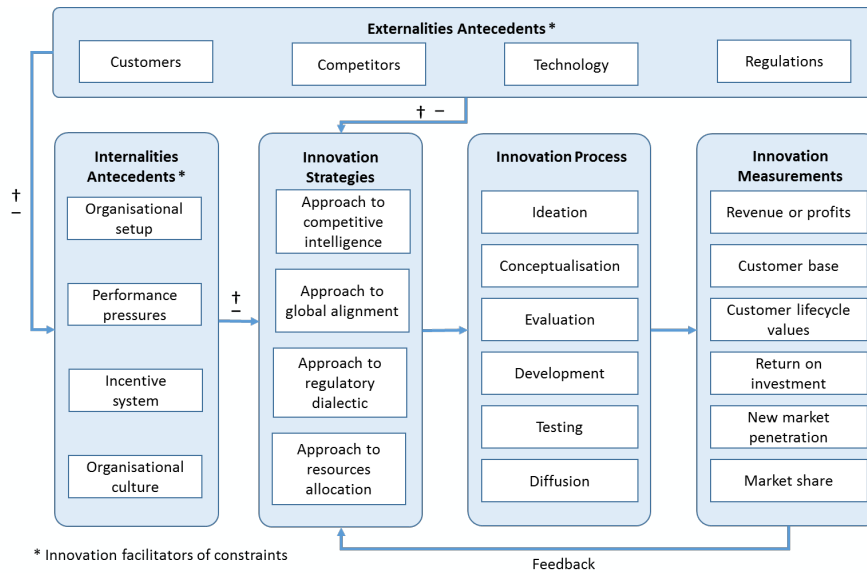 Externalities Antecedents *
Customers
Competitors
Technology
Regulations
† –
†
–
Internalities
Antecedents *
Organisational
setup
Performance
pressures
Incentive
system
Organisational
culture
†
–
Innovation
Strategies
Approach to
competitive
intelligence
Approach to
global alignment
Approach to
regulatory
dialectic
Approach to
resources
allocation
Innovation Process
Ideation
Conceptualisation
Evaluation
Development
Testing
Diffusion
Innovation
Measurements
Revenue or profits
Customer base
Customer lifecycle
values
Return on
investment
New market
penetration
Market share
* Innovation facilitators of constraints
Feedback